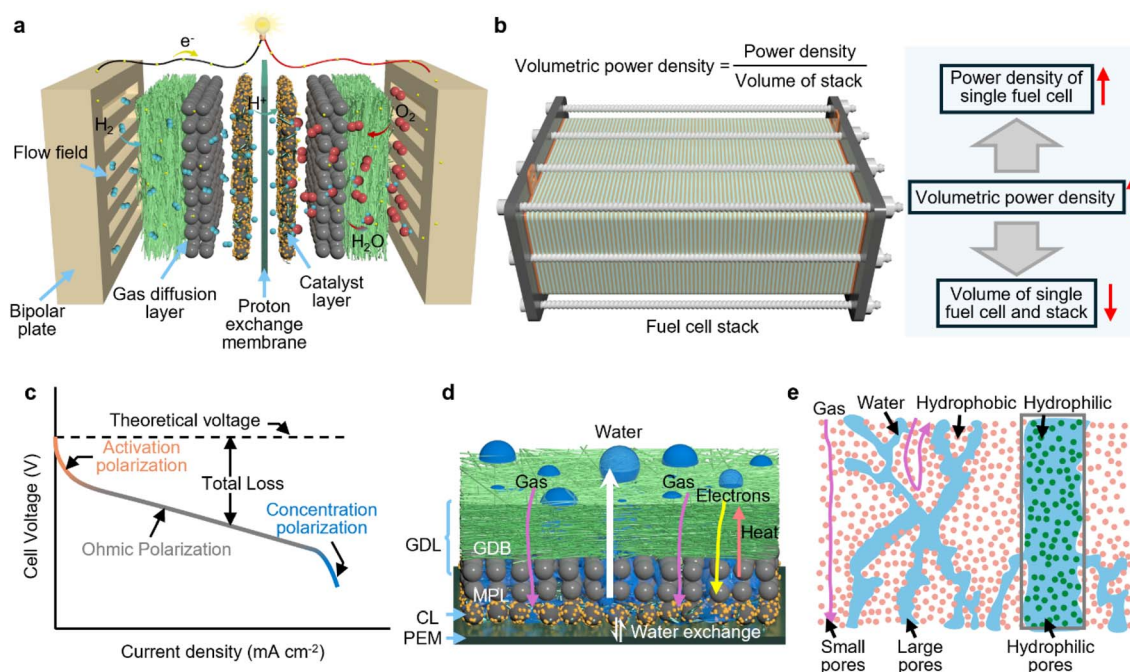 a
e-
H2
H+
O2
Flow field
H2O
Bipolar
plate
Gas diffusion
layer
Proton
exchange
membrane
Catalyst
layer
b
Volumetric power density = Power density
Volume of stack
Fuel cell stack
Power density of
single fuel cell
Volumetric power density
Volume of single
fuel cell and stack
c
Theoretical voltage
Activation
polarization
Total Loss
Concentration
polarization
Ohmic Polarization
Cell Voltage (V)
Current density (mA cm-2)
d
Water
Gas
Gas
Electrons
Heat
GDL
GDB
MPL
CL
PEM
Water exchange
e
Gas
Water
Hydrophobic
Hydrophilic
Small
pores
Large
pores
Hydrophilic
pores